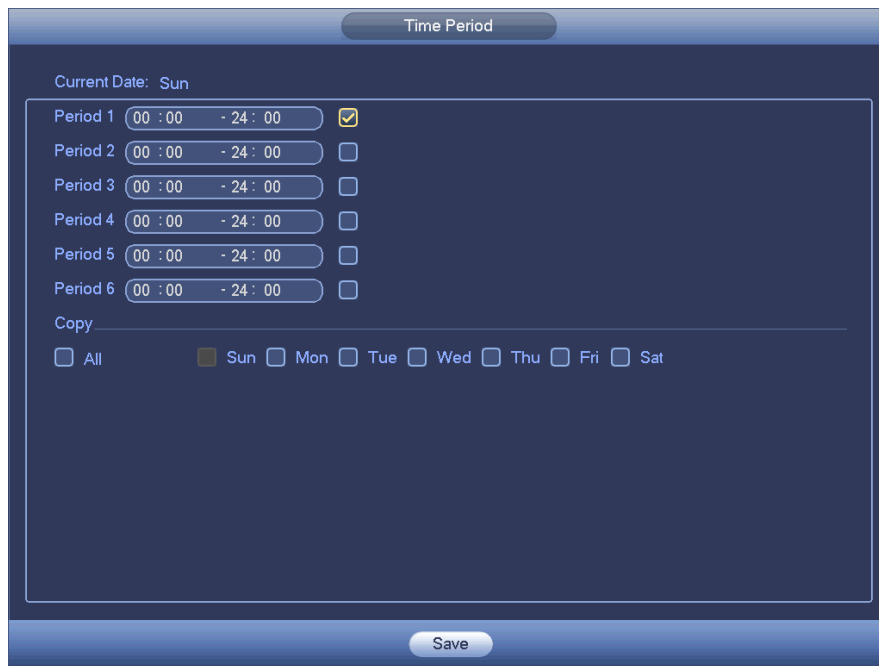 Time Period
Current Date: Sun
Period 1 00 :00 - 24: 00
Period 2 00 :00 - 24: 00
Period 3 00 :00 - 24: 00
Period 4 00 :00 - 24: 00
Period 5 00 :00 - 24: 00
Period 6 00 :00 - 24: 00
Copy
All Sun Mon Tue Wed Thu Fri Sat
Save